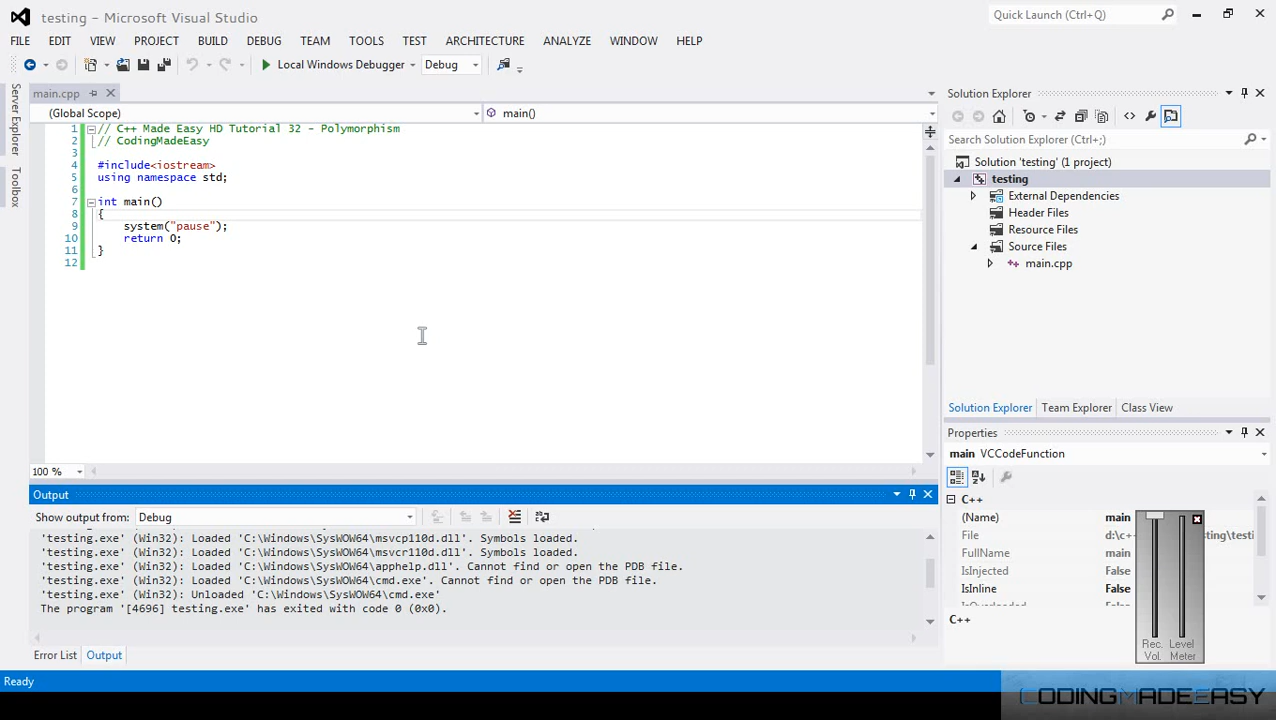 testing - Microsoft Visual Studio
Quick Launch (Ctrl+Q)
FILE EDIT VIEW PROJECT BUILD DEBUG TEAM TOOLS TEST ARCHITECTURE ANALYZE WINDOW HELP
Local Windows Debugger Debug
Server Explorer
Toolbox
main.cpp
(Global Scope) main()
1 // C++ Made Easy HD Tutorial 32 - Polymorphism
2 // CodingMadeEasy
3
4 #include<iostream>
5 using namespace std;
6
7 int main()
8 {
9 system("pause");
10 return 0;
11 }
12
100 %
Output
Show output from: Debug
'testing.exe' (Win32): Loaded 'C:\Windows\SysWOW64\msvcp110d.dll'. Symbols loaded.
'testing.exe' (Win32): Loaded 'C:\Windows\SysWOW64\msvcr110d.dll'. Symbols loaded.
'testing.exe' (Win32): Loaded 'C:\Windows\SysWOW64\apphelp.dll'. Cannot find or open the PDB file.
'testing.exe' (Win32): Loaded 'C:\Windows\SysWOW64\cmd.exe'. Cannot find or open the PDB file.
'testing.exe' (Win32): Unloaded 'C:\Windows\SysWOW64\cmd.exe'
The program '[4696] testing.exe' has exited with code 0 (0x0).
Error List Output
Ready
Solution Explorer
Search Solution Explorer (Ctrl+;)
Solution 'testing' (1 project)
testing
External Dependencies
Header Files
Resource Files
Source Files
main.cpp
Solution Explorer Team Explorer Class View
Properties
main VCCodeFunction
C++
(Name) main
File d:\c++
FullName main
IsInjected False
IsInline False
C++
Rec. Level
Vol. Meter
CODINGMADEEASY